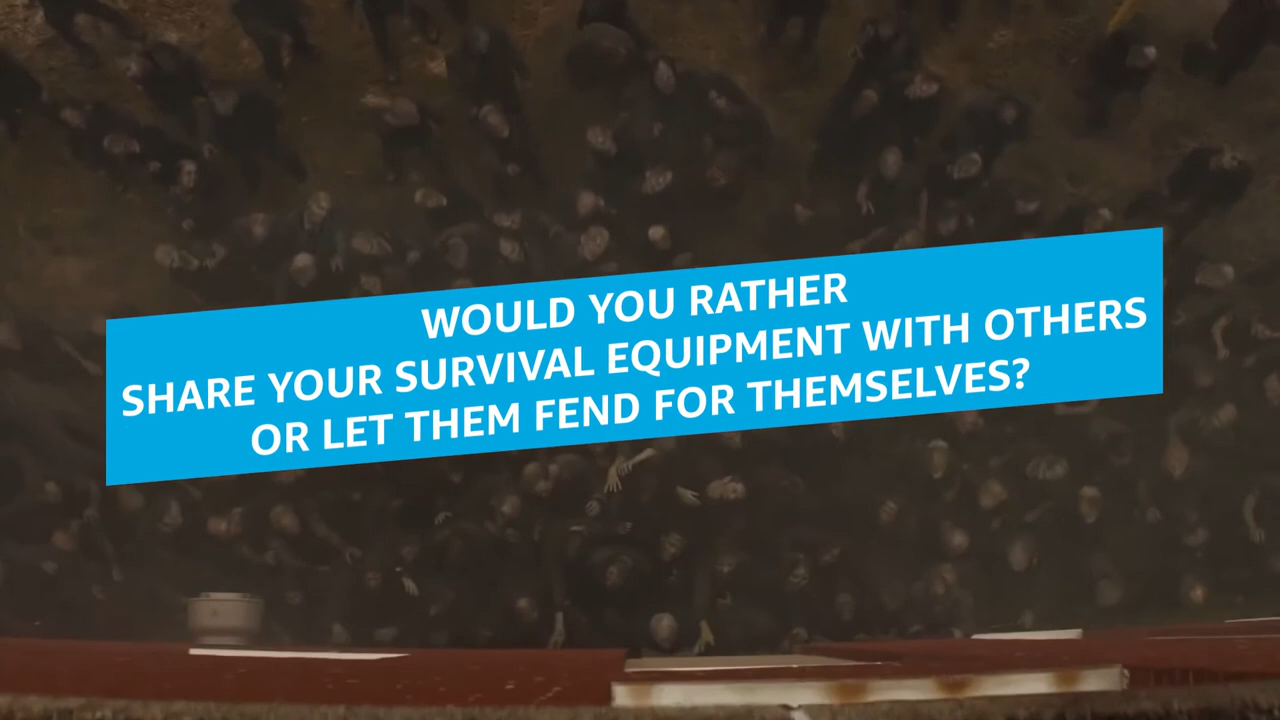 WOULD YOU RATHER
SHARE YOUR SURVIVAL EQUIPMENT WITH OTHERS
OR LET THEM FEND FOR THEMSELVES?